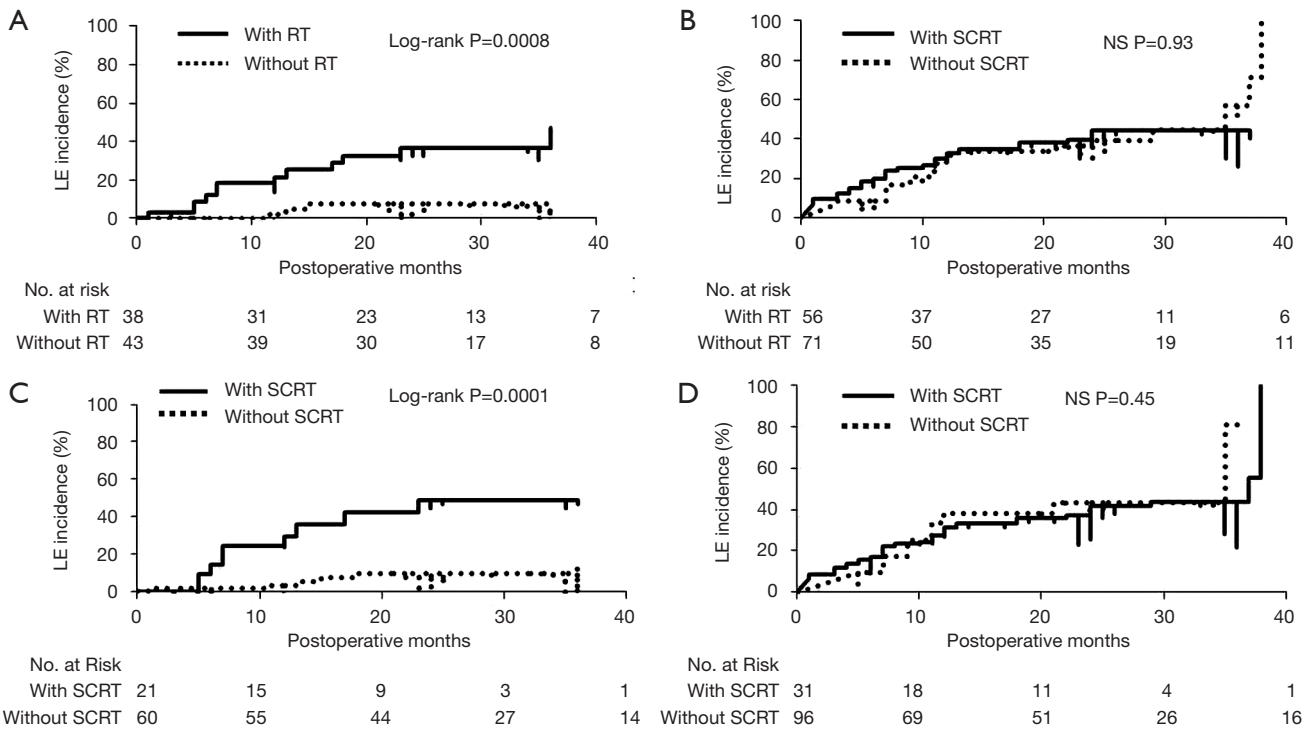 A
100
80
60
40
20
0
LE incidence (%)
With RT
Without RT
Log-rank P=0.0008
0 10 20 30 40
Postoperative months
No. at risk
With RT 38 31 23 13 7
Without RT 43 39 30 17 8
:
B
100
80
60
40
20
0
LE incidence (%)
With SCRT
Without SCRT
NS P=0.93
0 10 20 30 40
Postoperative months
No. at risk
With RT 56 37 27 11 6
Without RT 71 50 35 19 11
C
100
80
60
40
20
0
LE incidence (%)
With SCRT
Without SCRT
Log-rank P=0.0001
0 10 20 30 40
Postoperative months
No. at Risk
With SCRT 21 15 9 3 1
Without SCRT 60 55 44 27 14
D
100
80
60
40
20
0
LE incidence (%)
With SCRT
Without SCRT
NS P=0.45
0 10 20 30 40
Postoperative months
No. at Risk
With SCRT 31 18 11 4 1
Without SCRT 96 69 51 26 16